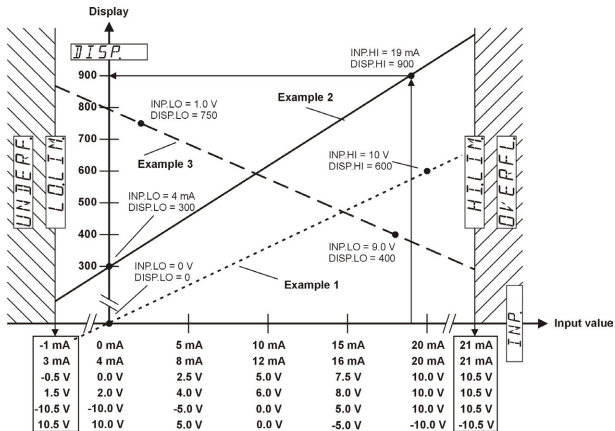 Display
DISP.
INP.HI = 19 mA
DISP.HI = 900
900
Example 2
800
INP.LO = 1.0 V
DISP.LO = 750
700
Example 3
INP.HI = 10 V
DISP.HI = 600
600
UNDERF.
LO.LIM.
HI.LIM.
OVERFL.
500
INP.LO = 4 mA
DISP.LO = 300
400
INP.LO = 9.0 V
DISP.LO = 400
300
INP.LO = 0 V
DISP.LO = 0
Example 1
INP.
Input value
-1 mA 0 mA 5 mA 10 mA 15 mA 20 mA 21 mA
3 mA 4 mA 8 mA 12 mA 16 mA 20 mA 21 mA
-0.5 V 0.0 V 2.5 V 5.0 V 7.5 V 10.0 V 10.5 V
1.5 V 2.0 V 4.0 V 6.0 V 8.0 V 10.0 V 10.5 V
-10.5 V -10.0 V -5.0 V 0.0 V 5.0 V 10.0 V 10.5 V
10.5 V 10.0 V 5.0 V 0.0 V -5.0 V -10.0 V -10.5 V